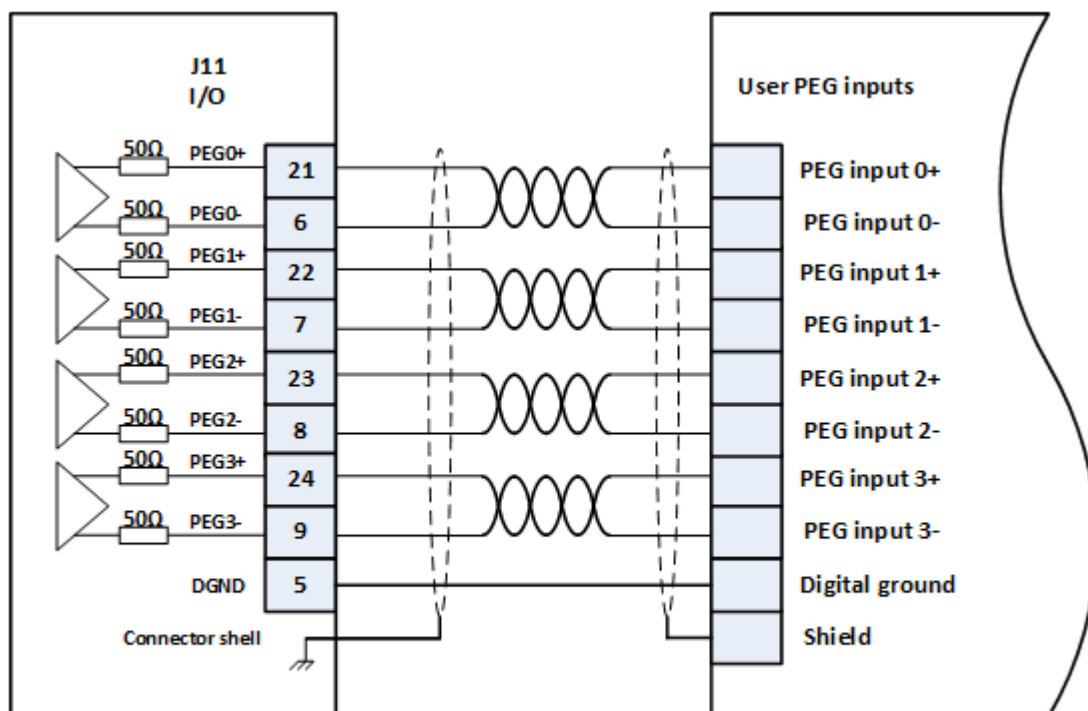 J11
I/O
User PEG inputs
50Ω PEG0+ 21 PEG input 0+
50Ω PEG0- 6 PEG input 0-
50Ω PEG1+ 22 PEG input 1+
50Ω PEG1- 7 PEG input 1-
50Ω PEG2+ 23 PEG input 2+
50Ω PEG2- 8 PEG input 2-
50Ω PEG3+ 24 PEG input 3+
50Ω PEG3- 9 PEG input 3-
DGND 5 Digital ground
Connector shell Shield